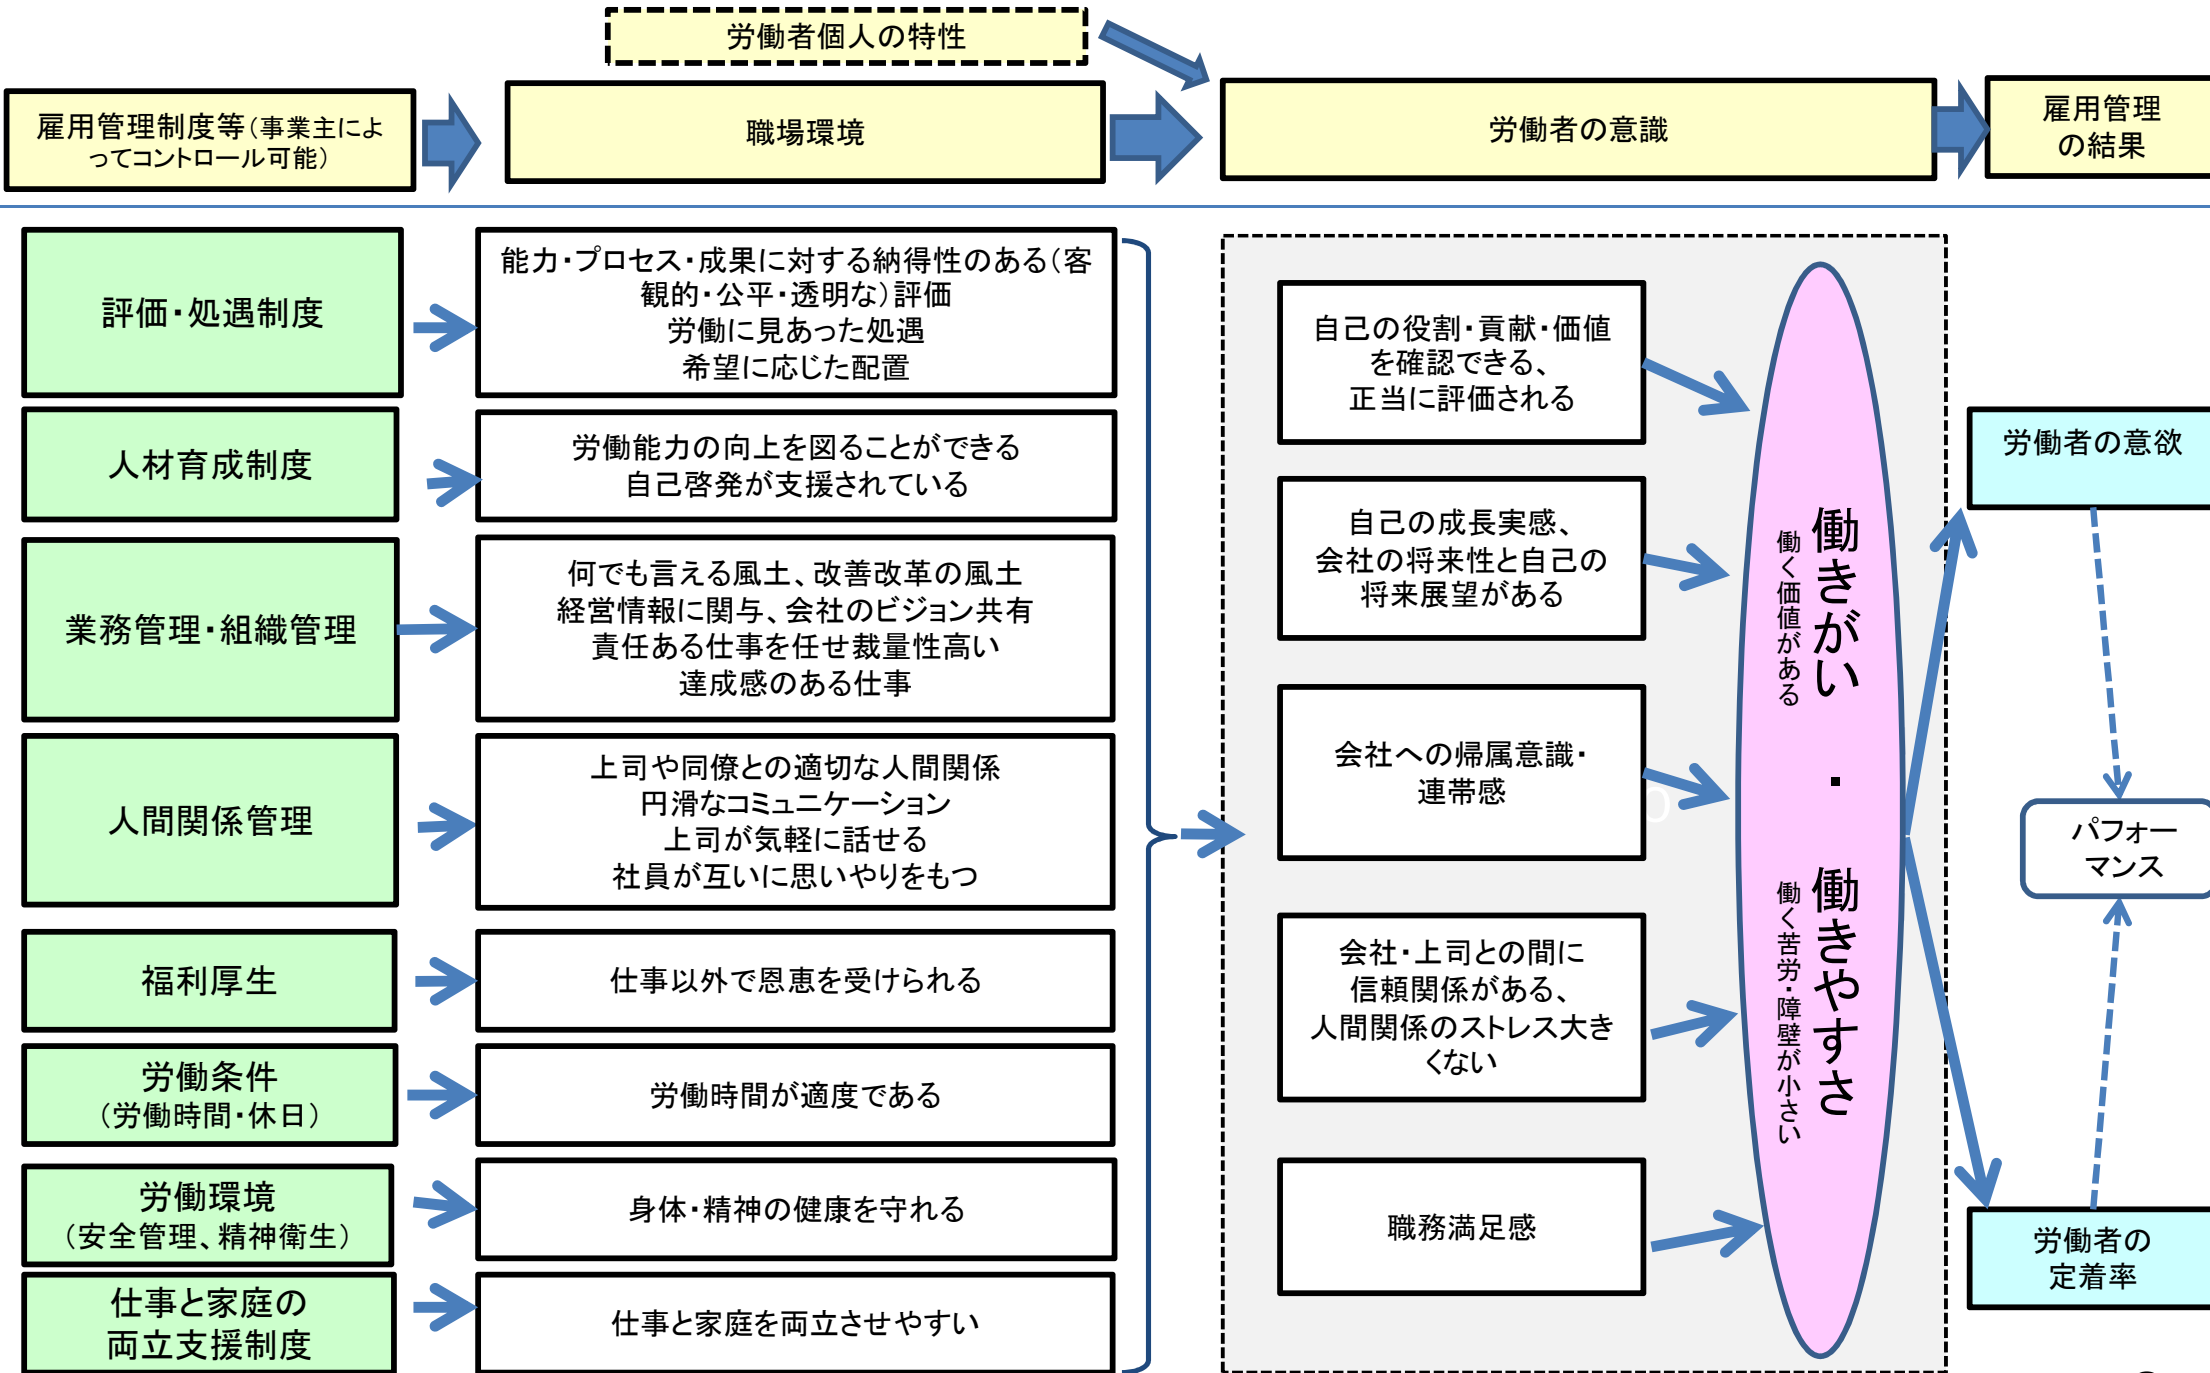 労働者個人の特性
雇用管理制度等（事業主によ
ってコントロール可能）
職場環境
労働者の意識
雇用管理
の結果
評価・処遇制度
能力・プロセス・成果に対する納得性のある（客
観的・公平・透明な）評価
労働に見あった処遇
希望に応じた配置
人材育成制度
労働能力の向上を図ることができる
自己啓発が支援されている
業務管理・組織管理
何でも言える風土、改善改革の風土
経営情報に関与、会社のビジョン共有
責任ある仕事を任せ裁量性高い
達成感のある仕事
人間関係管理
上司や同僚との適切な人間関係
円滑なコミュニケーション
上司が気軽に話せる
社員が互いに思いやりをもつ
福利厚生
仕事以外で恩恵を受けられる
労働条件
（労働時間・休日）
労働時間が適度である
労働環境
（安全管理、精神衛生）
身体・精神の健康を守れる
仕事と家庭の
両立支援制度
仕事と家庭を両立させやすい
自己の役割・貢献・価値
を確認できる、
正当に評価される
自己の成長実感、
会社の将来性と自己の
将来展望がある
会社への帰属意識・
連帯感
会社・上司との間に
信頼関係がある、
人間関係のストレス大き
くない
職務満足感
働きがい ・ 働きやすさ
働く価値がある
働く苦労・障壁が小さい
労働者の意欲
パフォー
マンス
労働者の
定着率